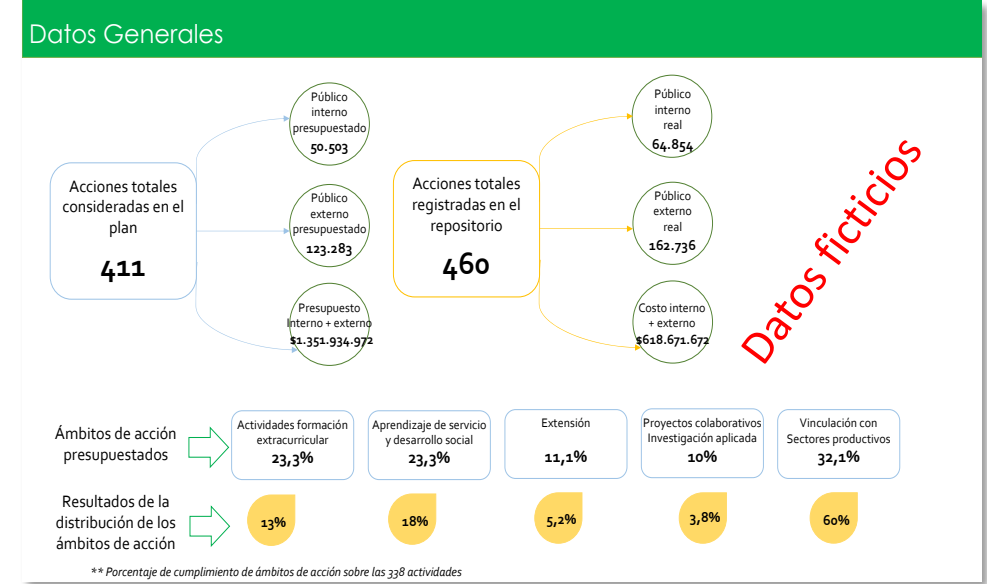 Datos Generales
Público
interno
presupuestado
50.503
Público
interno
real
64.854
Acciones totales
consideradas en el
plan
411
Público
externo
presupuestado
123.283
Acciones totales
registradas en el
repositorio
460
Público
externo
real
162.736
Presupuesto
Interno + externo
$1.351.934.972
Costo interno
+ externo
$618.671.672
Datos ficticios
Ámbitos de acción
presupuestados
Actividades formación
extracurricular
23,3%
Aprendizaje de servicio
y desarrollo social
23,3%
Extensión
11,1%
Proyectos colaborativos
Investigación aplicada
10%
Vinculación con
Sectores productivos
32,1%
Resultados de la
distribución de los
ámbitos de acción
13%
18%
5,2%
3,8%
60%
** Porcentaje de cumplimiento de ámbitos de acción sobre las 338 actividades